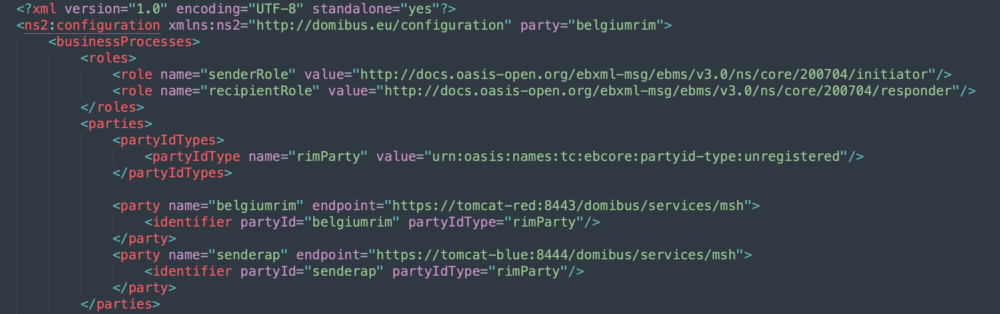 <?xml version="1.0" encoding="UTF-8" standalone="yes"?>
<ns2:configuration xmlns:ns2="http://domibus.eu/configuration" party="belgiumrim">
    <businessProcesses>
        <roles>
            <role name="senderRole" value="http://docs.oasis-open.org/ebxml-msg/ebms/v3.0/ns/core/200704/initiator"/>
            <role name="recipientRole" value="http://docs.oasis-open.org/ebxml-msg/ebms/v3.0/ns/core/200704/responder"/>
        </roles>
        <parties>
            <partyIdTypes>
                <partyIdType name="rimParty" value="urn:oasis:names:tc:ebcore:partyid-type:unregistered"/>
            </partyIdTypes>

            <party name="belgiumrim" endpoint="https://tomcat-red:8443/domibus/services/msh">
                <identifier partyId="belgiumrim" partyIdType="rimParty"/>
            </party>
            <party name="senderap" endpoint="https://tomcat-blue:8444/domibus/services/msh">
                <identifier partyId="senderap" partyIdType="rimParty"/>
            </party>
        </parties>